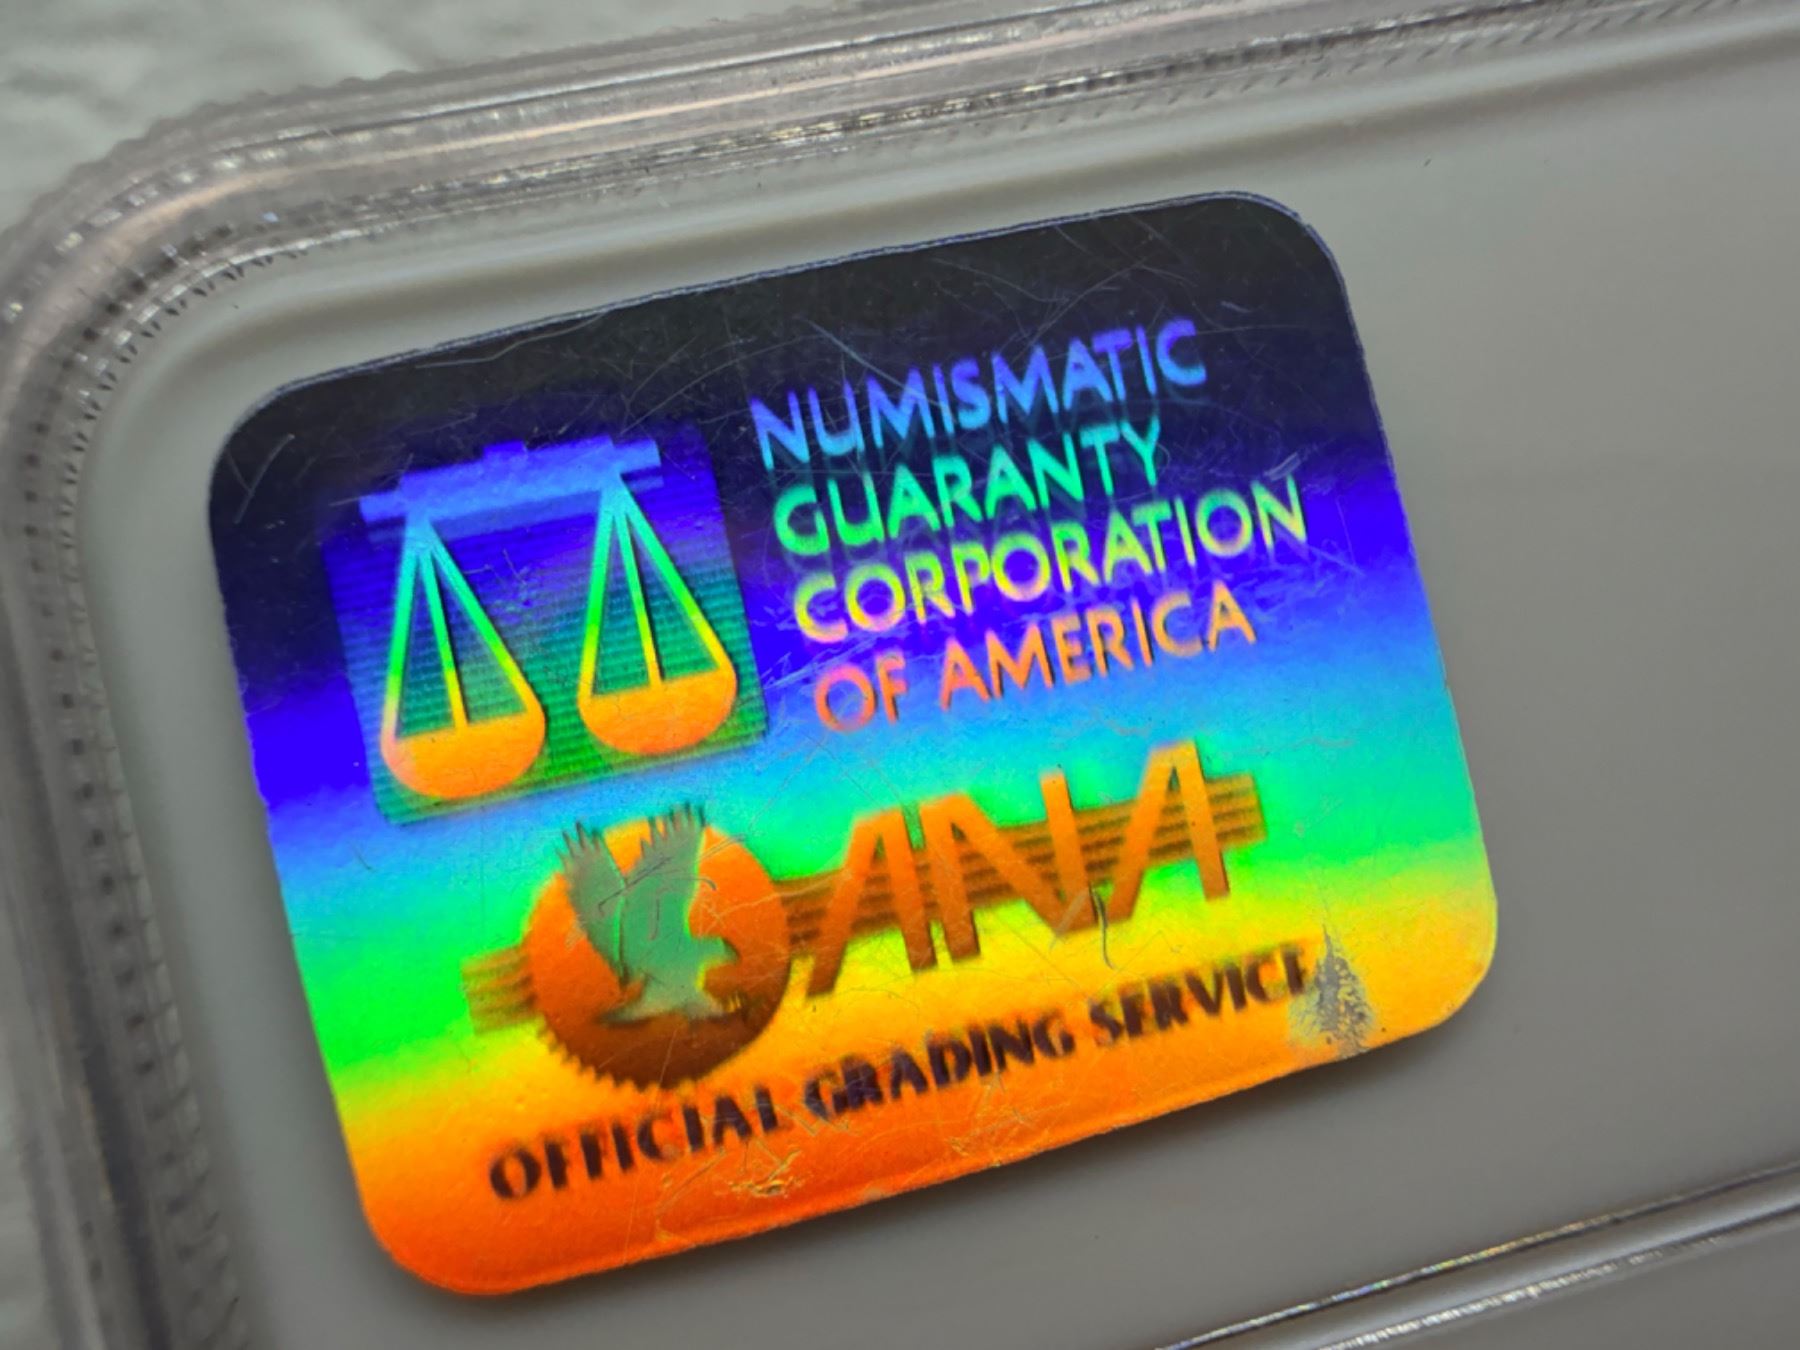 NUMISMATIC
GUARANTY
CORPORATION
OF AMERICA
ANA
OFFICIAL GRADING SERVICE